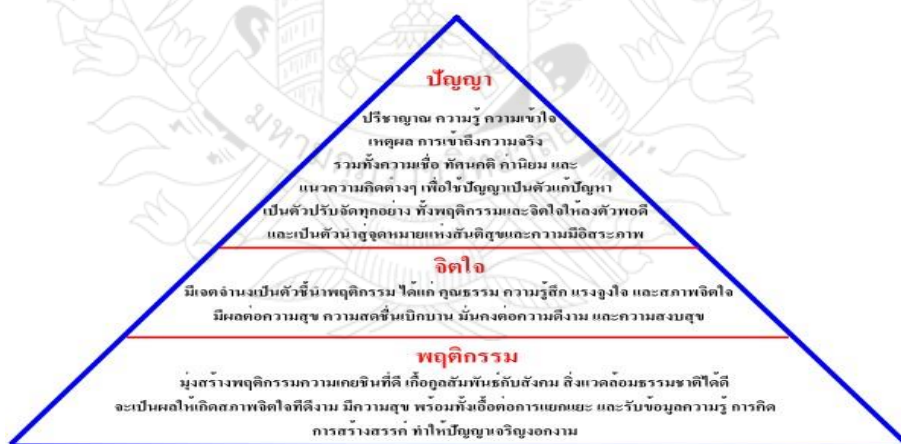 ปัญญา
ปรีชาญาณ ความรู้ ความเข้าใจ
เหตุผล การเข้าถึงความจริง
รวมทั้งความเชื่อ ทัศนคติ ค่านิยม และ
แนวความคิดต่างๆ เพื่อใช้ปัญญาเป็นตัวแก้ปัญหา
เป็นตัวปรับจัดทุกอย่าง ทั้งพฤติกรรมและจิตใจให้ลงตัวพอดี
และเป็นตัวนำสู่จุดหมายแห่งสันติสุขและความมีอิสระภาพ
จิตใจ
มีเจตจำนงเป็นตัวชี้นำพฤติกรรม ได้แก่ คุณธรรม ความรู้สึก แรงจูงใจ และสภาพจิตใจ
มีผลต่อความสุข ความสดชื่นเบิกบาน มั่นคงต่อความดีงาม และความสงบสุข
พฤติกรรม
มุ่งสร้างพฤติกรรมความเคยชินที่ดี เกื้อกูลสัมพันธ์กับสังคม สิ่งแวดล้อมธรรมชาติได้ดี
จะเป็นผลให้เกิดสภาพจิตใจที่ดีงาม มีความสุข พร้อมทั้งเอื้อต่อการแยกแยะ และรับข้อมูลความรู้ การคิด
การสร้างสรรค์ ทำให้ปัญญาเจริญงอกงาม